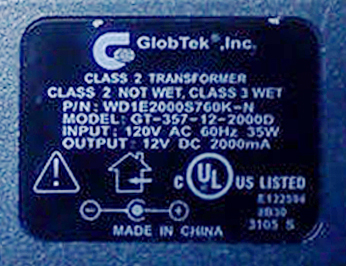 GlobTek®, Inc.
CLASS 2 TRANSFORMER
CLASS 2 NOT WET, CLASS 3 WET
P/N: WD1E2000S760K-N
MODEL: GT-357-12-2000D
INPUT: 120V AC 60Hz 35W
OUTPUT: 12V DC 2000mA
C UL US LISTED
E122594
3105 S
MADE IN CHINA